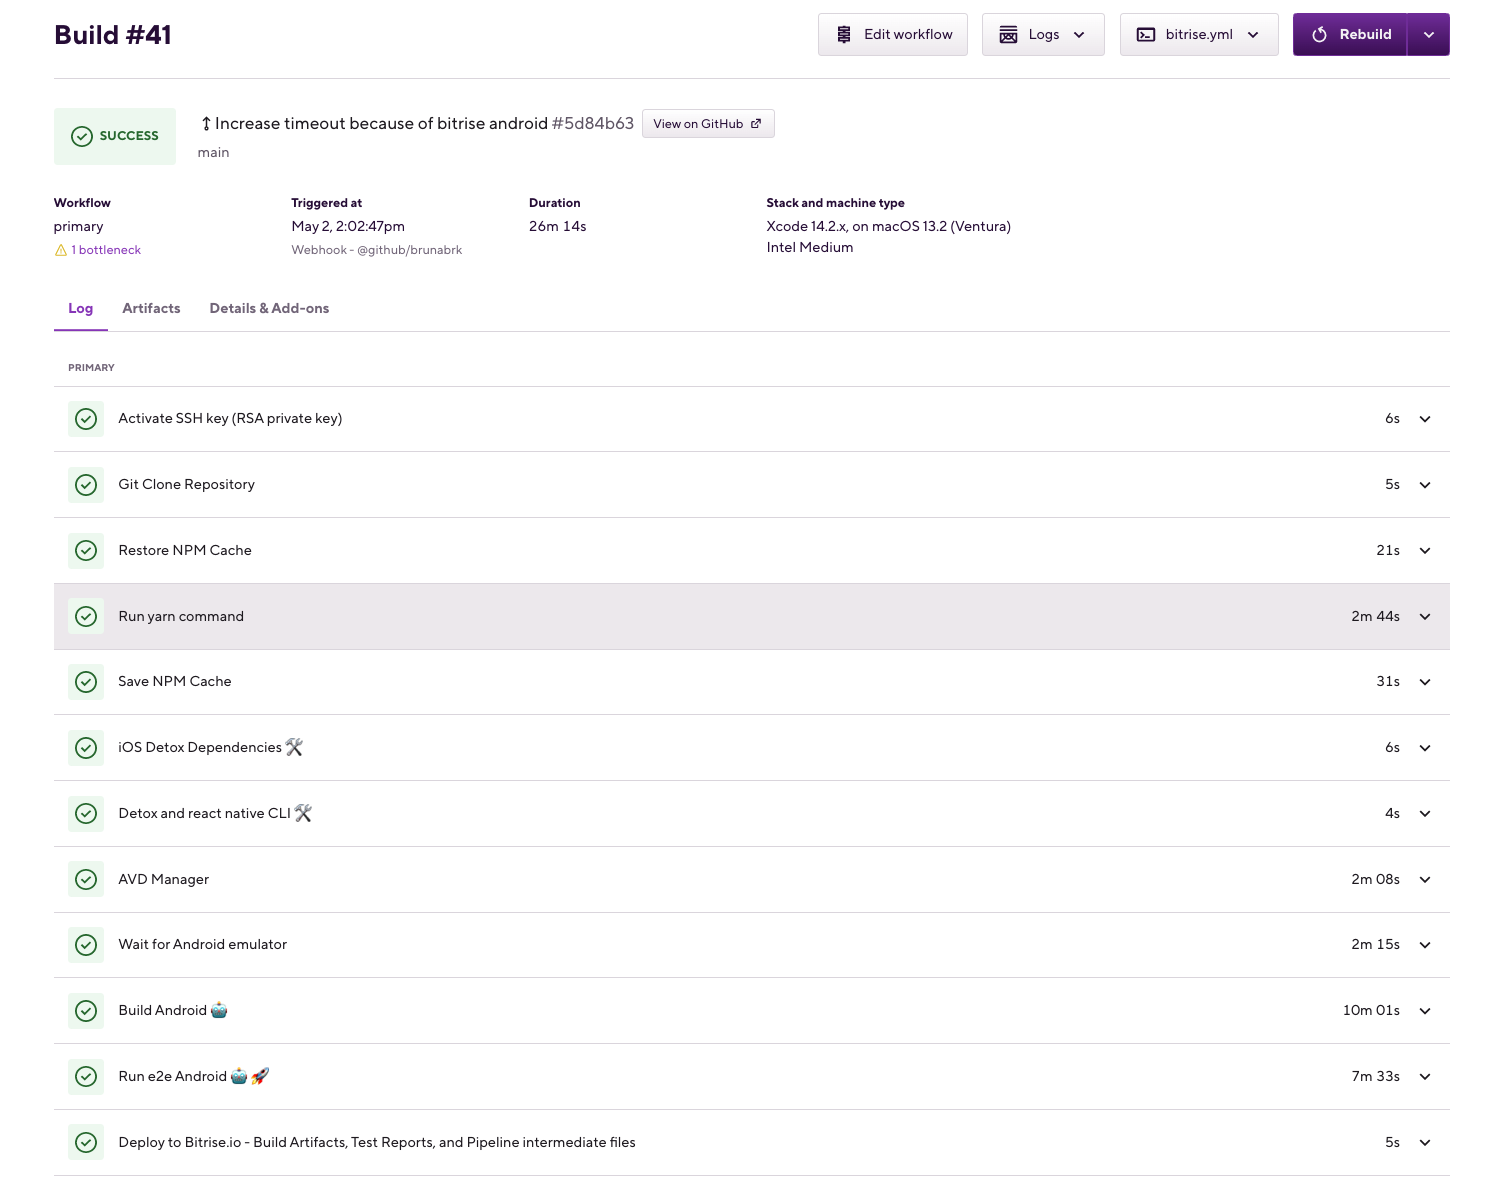 Build #41
Edit workflow
Logs
bitrise.yml
Rebuild
SUCCESS
Increase timeout because of bitrise android #5d84b63
View on GitHub
main
Workflow
primary
1 bottleneck
Triggered at
May 2, 2:02:47pm
Webhook - @github/brunabrk
Duration
26m 14s
Stack and machine type
Xcode 14.2.x, on macOS 13.2 (Ventura)
Intel Medium
Log Artifacts Details & Add-ons
PRIMARY
Activate SSH key (RSA private key) 6s
Git Clone Repository 5s
Restore NPM Cache 21s
Run yarn command 2m 44s
Save NPM Cache 31s
iOS Detox Dependencies 🛠 6s
Detox and react native CLI 🛠 4s
AVD Manager 2m 08s
Wait for Android emulator 2m 15s
Build Android 🤖 10m 01s
Run e2e Android 🤖 🚀 7m 33s
Deploy to Bitrise.io - Build Artifacts, Test Reports, and Pipeline intermediate files 5s